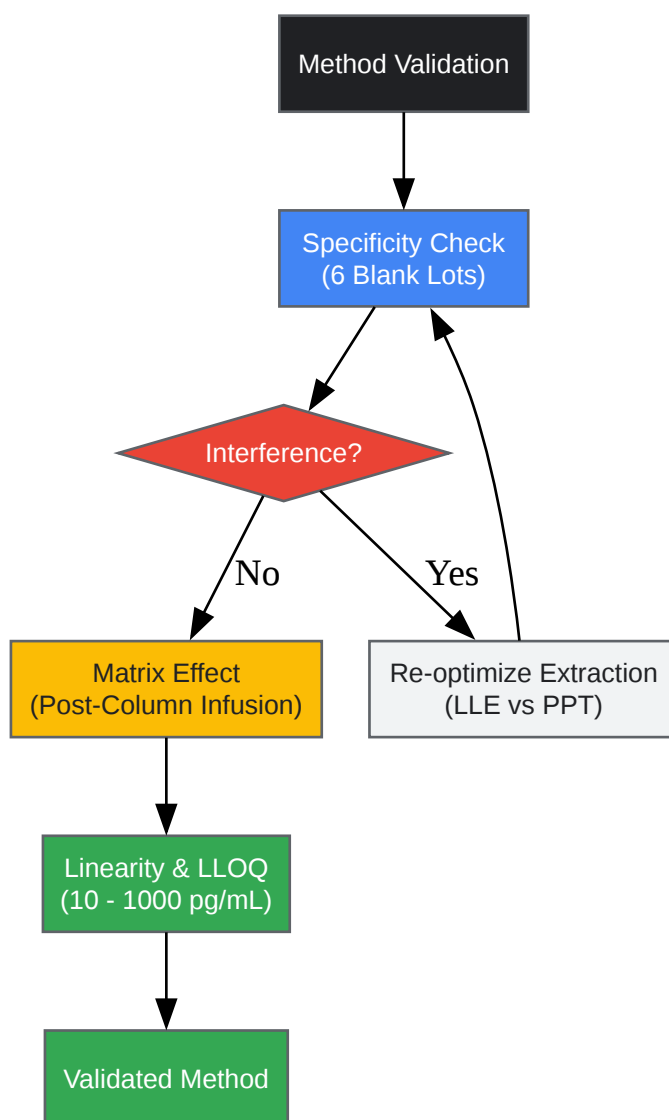 Method Validation
Specificity Check
(6 Blank Lots)
Interference?
No
Yes
Matrix Effect
(Post-Column Infusion)
Re-optimize Extraction
(LLE vs PPT)
Linearity & LLOQ
(10 - 1000 pg/mL)
Validated Method